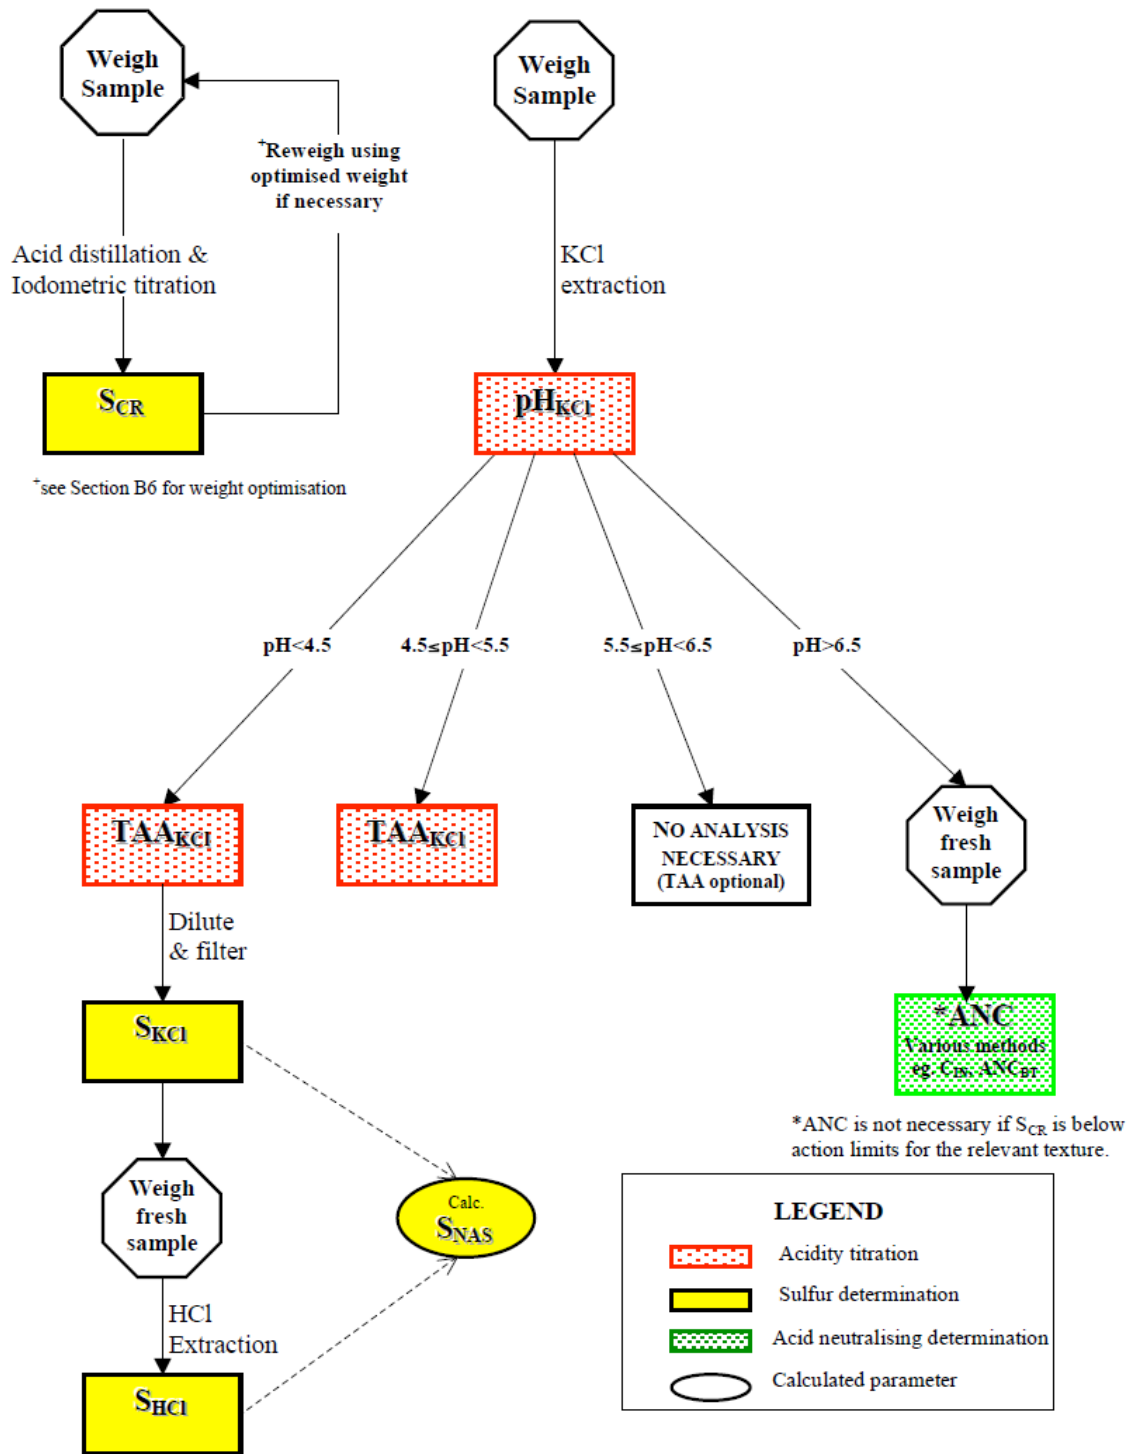 Weigh
Sample
Weigh
Sample
+Reweigh using
optimised weight
if necessary
Acid distillation &
Iodometric titration
KCl
extraction
SCR
pHKCl
+see Section B6 for weight optimisation
pH<4.5
4.5≤pH<5.5
5.5≤pH<6.5
pH>6.5
TAAKCl
TAAKCl
NO ANALYSIS
NECESSARY
(TAA optional)
Weigh
fresh
sample
Dilute
& filter
SKCl
*ANC
Various methods
eg. CIN, ANCBT
*ANC is not necessary if SCR is below
action limits for the relevant texture.
Weigh
fresh
sample
Calc.
SNAS
HCl
Extraction
SHCl
LEGEND
Acidity titration
Sulfur determination
Acid neutralising determination
Calculated parameter